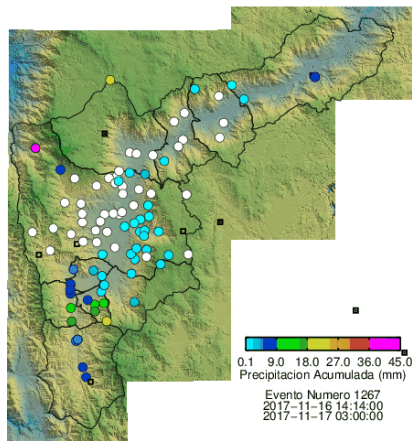 0.1 9.0 18.0 27.0 36.0 45.0
Precipitacion Acumulada (mm)
Evento Numero 1267
2017-11-16 14:14:00
2017-11-17 03:00:00